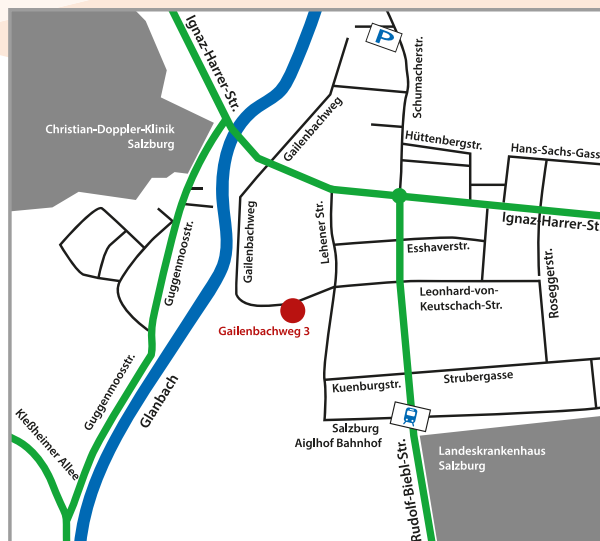 Ignaz-Harrer-Str.
P
Schumacherstr.
Christian-Doppler-Klinik
Salzburg
Gailenbachweg
Hüttenbergstr.
Hans-Sachs-Gass
Ignaz-Harrer-St
Gailenbachweg
Lehener Str.
Guggenmoosstr.
Esshaverstr.
Roseggerstr.
Leonhard-von-
Keutschach-Str.
Gailenbachweg 3
Guggenmoosstr.
Glanbach
Kuenburgstr.
Strubergasse
Kleßheimer Allee
Salzburg
Aiglhof Bahnhof
Rudolf-Biebl-Str.
Landeskrankenhaus
Salzburg